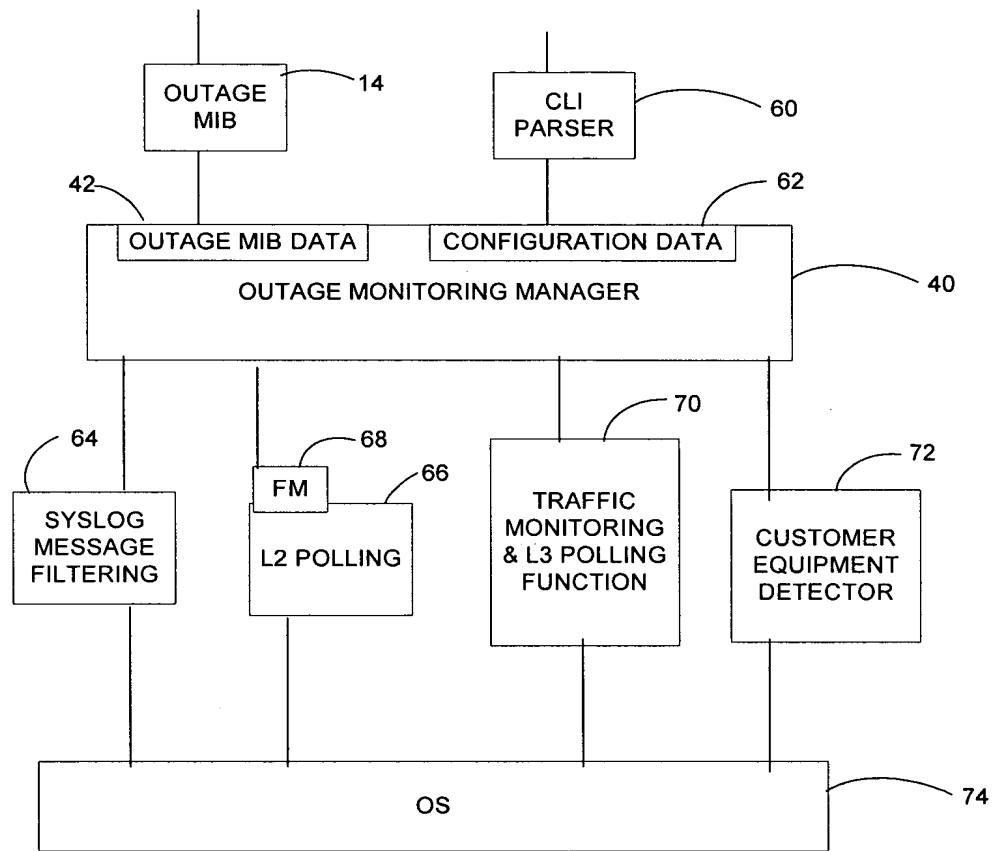 OUTAGE
MIB
14
CLI
PARSER
60
42
62
OUTAGE MIB DATA
CONFIGURATION DATA
OUTAGE MONITORING MANAGER
40
64
SYSLOG
MESSAGE
FILTERING
68
FM
66
L2 POLLING
70
TRAFFIC
MONITORING
& L3 POLLING
FUNCTION
72
CUSTOMER
EQUIPMENT
DETECTOR
OS
74